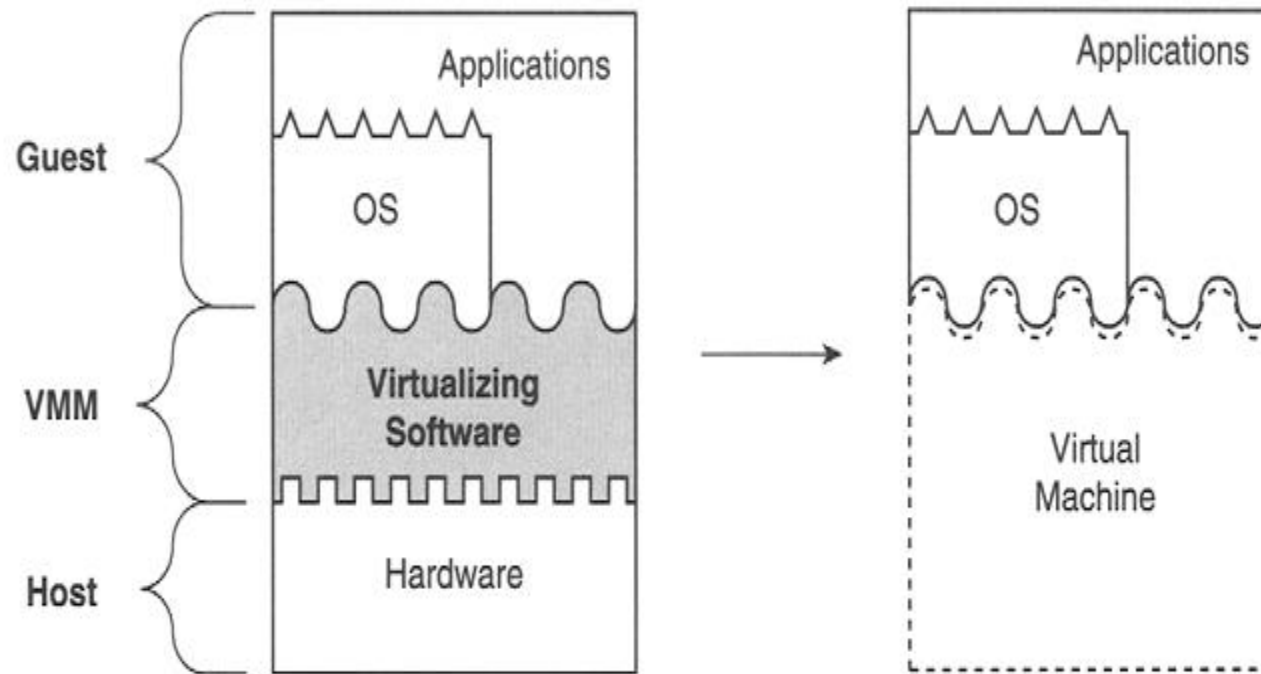 Applications
Guest
OS
VMM
Virtualizing
Software
Host
Hardware
Applications
OS
Virtual
Machine